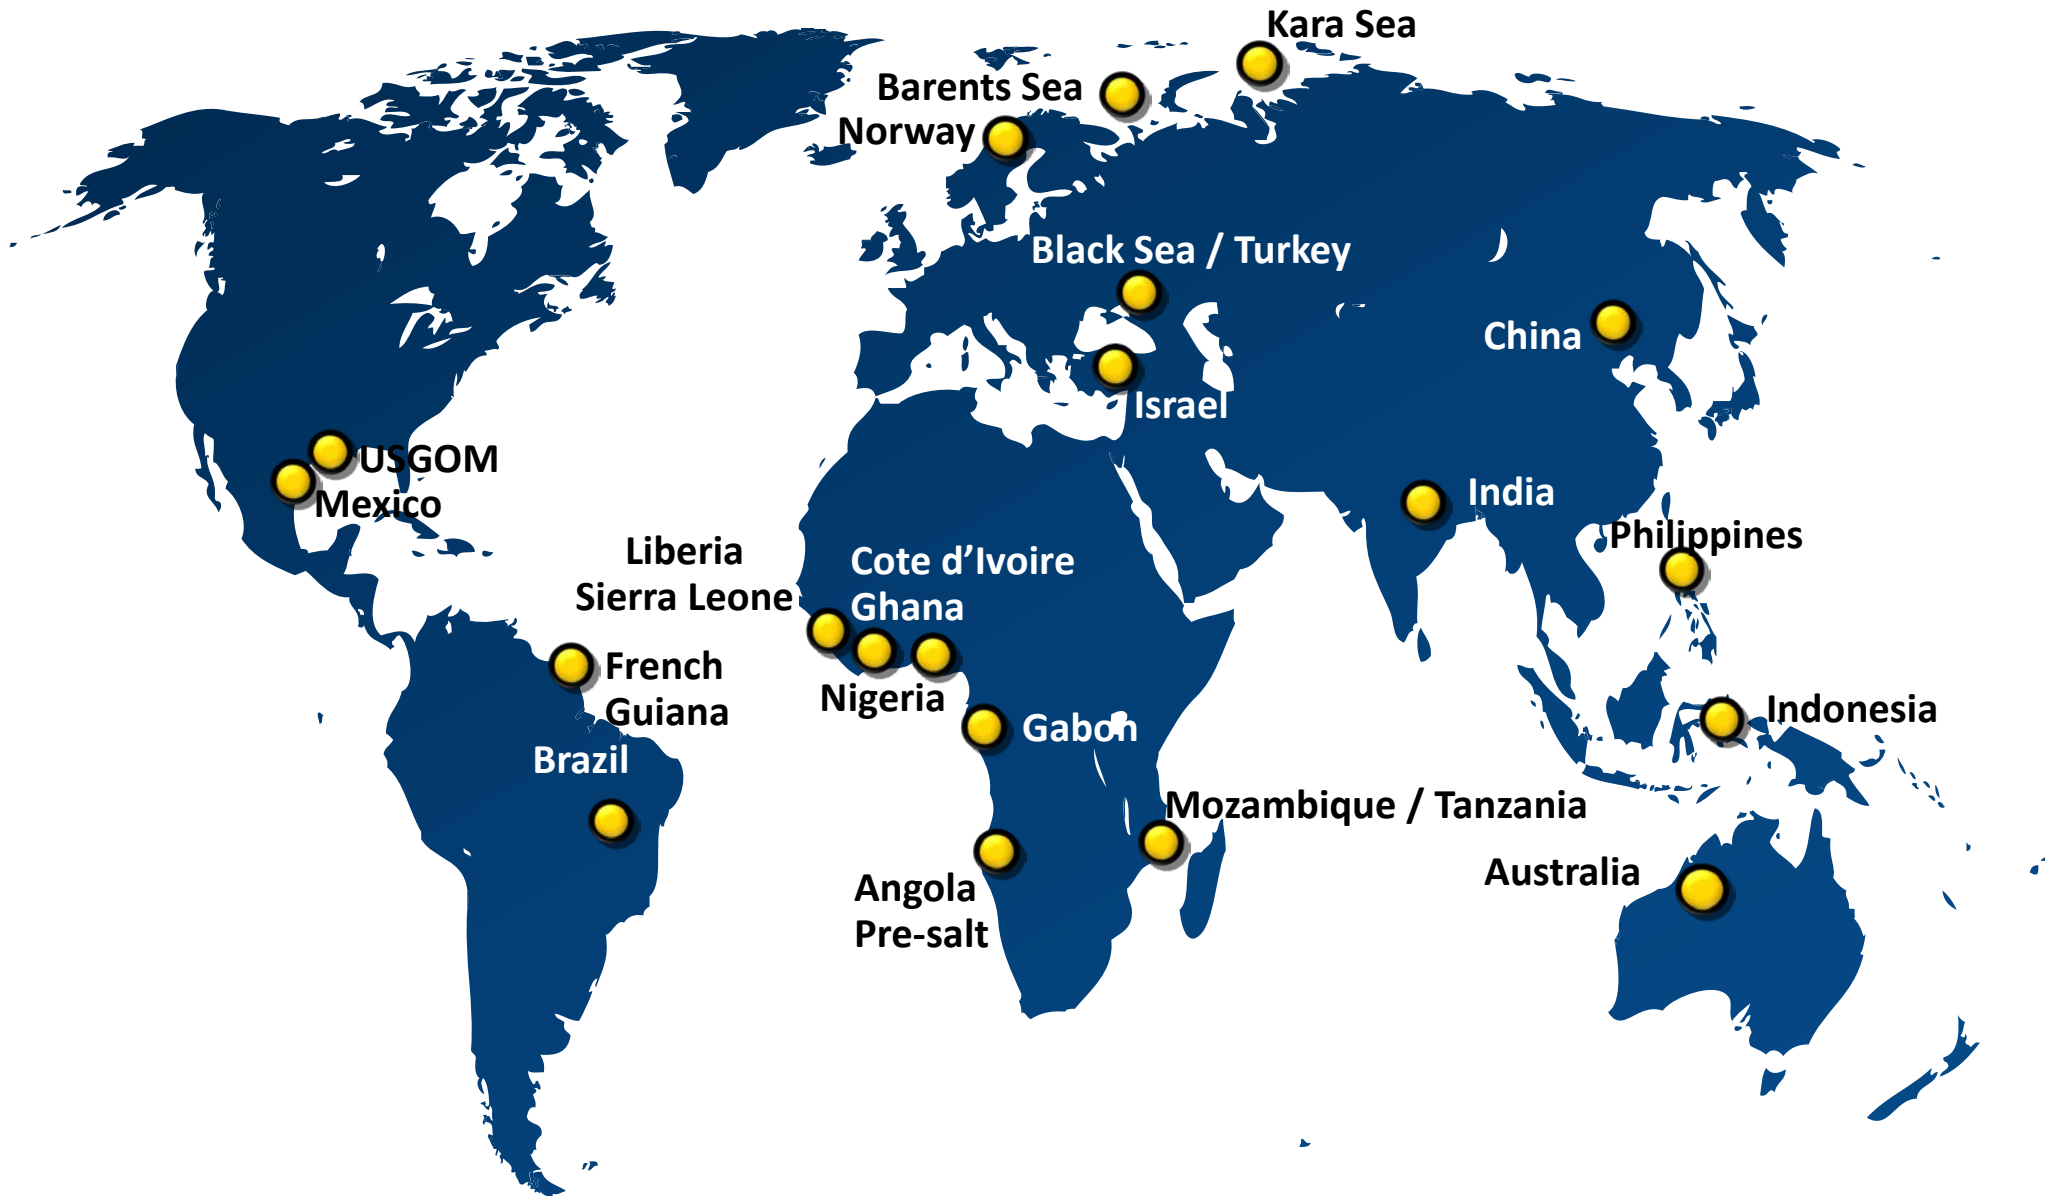 Kara Sea
Barents Sea
Norway
Black Sea / Turkey
China
Israel
USGOM
Mexico
India
Philippines
Liberia
Sierra Leone
Cote d’Ivoire
Ghana
Nigeria
French
Guiana
Gabon
Indonesia
Brazil
Mozambique / Tanzania
Australia
Angola
Pre-salt